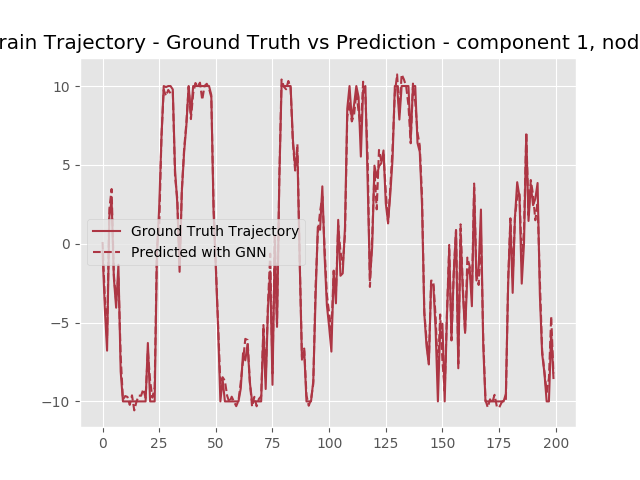 rain Trajectory - Ground Truth vs Prediction - component 1, nod
10
5
0
−5
−10
Ground Truth Trajectory
Predicted with GNN
0 25 50 75 100 125 150 175 200